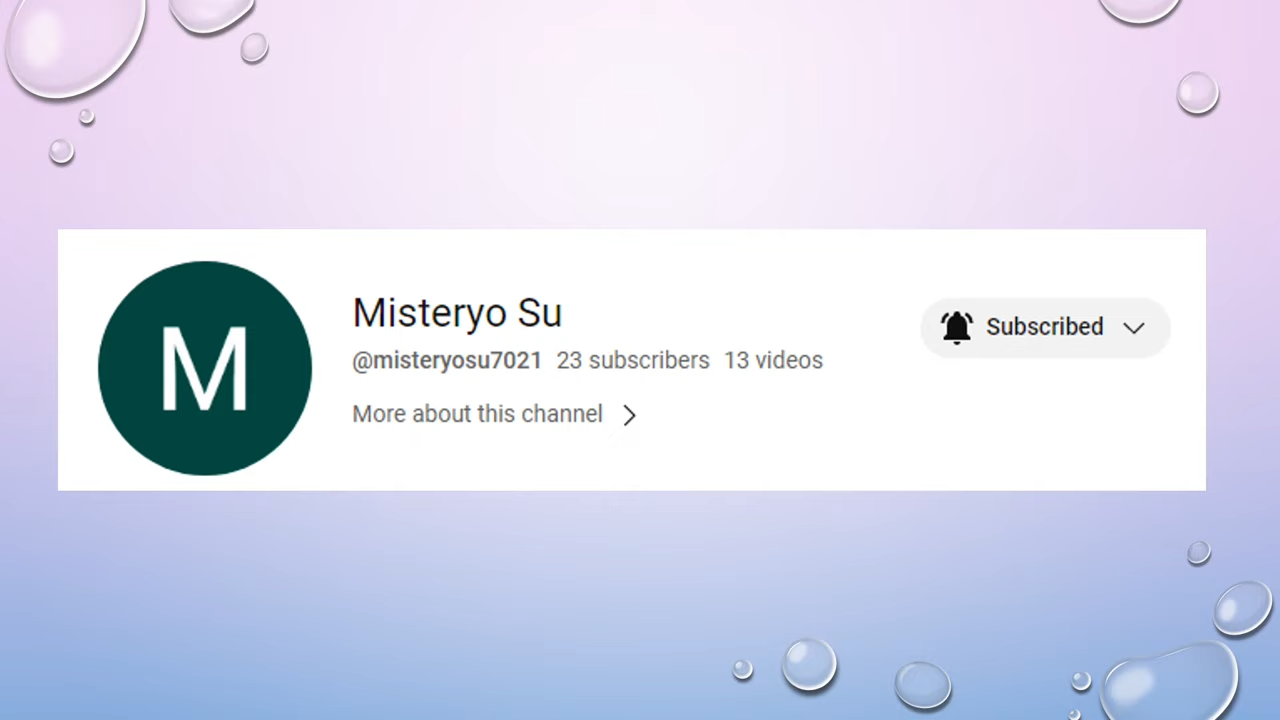 M
Misteryo Su
@misteryosu7021 23 subscribers 13 videos
More about this channel
Subscribed